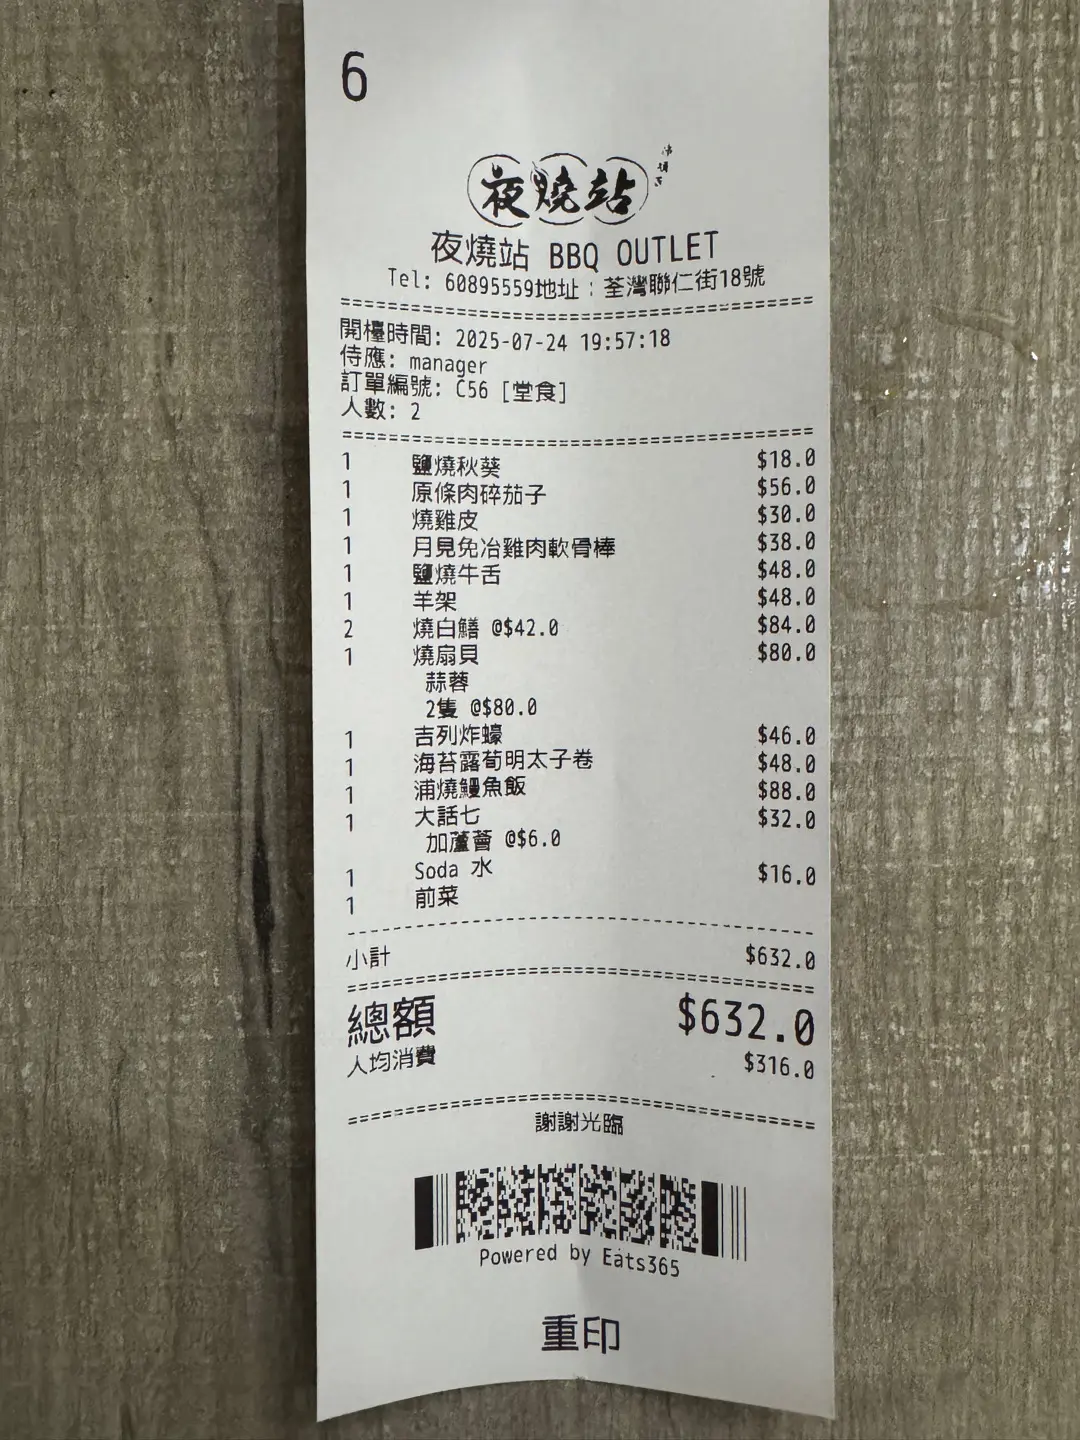 6
夜燒站
夜燒站 BBQ OUTLET
Tel: 60895559地址：荃灣聯仁街18號
開檯時間: 2025-07-24 19:57:18
侍應: manager
訂單編號: C56 [堂食]
人數: 2
1 鹽燒秋葵 $18.0
1 原條肉碎茄子 $56.0
1 燒雞皮 $30.0
1 月見免冶雞肉軟骨棒 $38.0
1 鹽燒牛舌 $48.0
1 羊架 $48.0
2 燒白鱔 @$42.0 $84.0
1 燒扇貝 $80.0
蒜蓉
2隻 @$80.0
1 吉列炸蠔 $46.0
1 海苔露荀明太子卷 $48.0
1 浦燒鰻魚飯 $88.0
1 大話七 $32.0
加蘆薈 @$6.0
1 Soda 水 $16.0
1 前菜
小計 $632.0
總額 $632.0
人均消費 $316.0
謝謝光臨
Powered by Eats365
重印